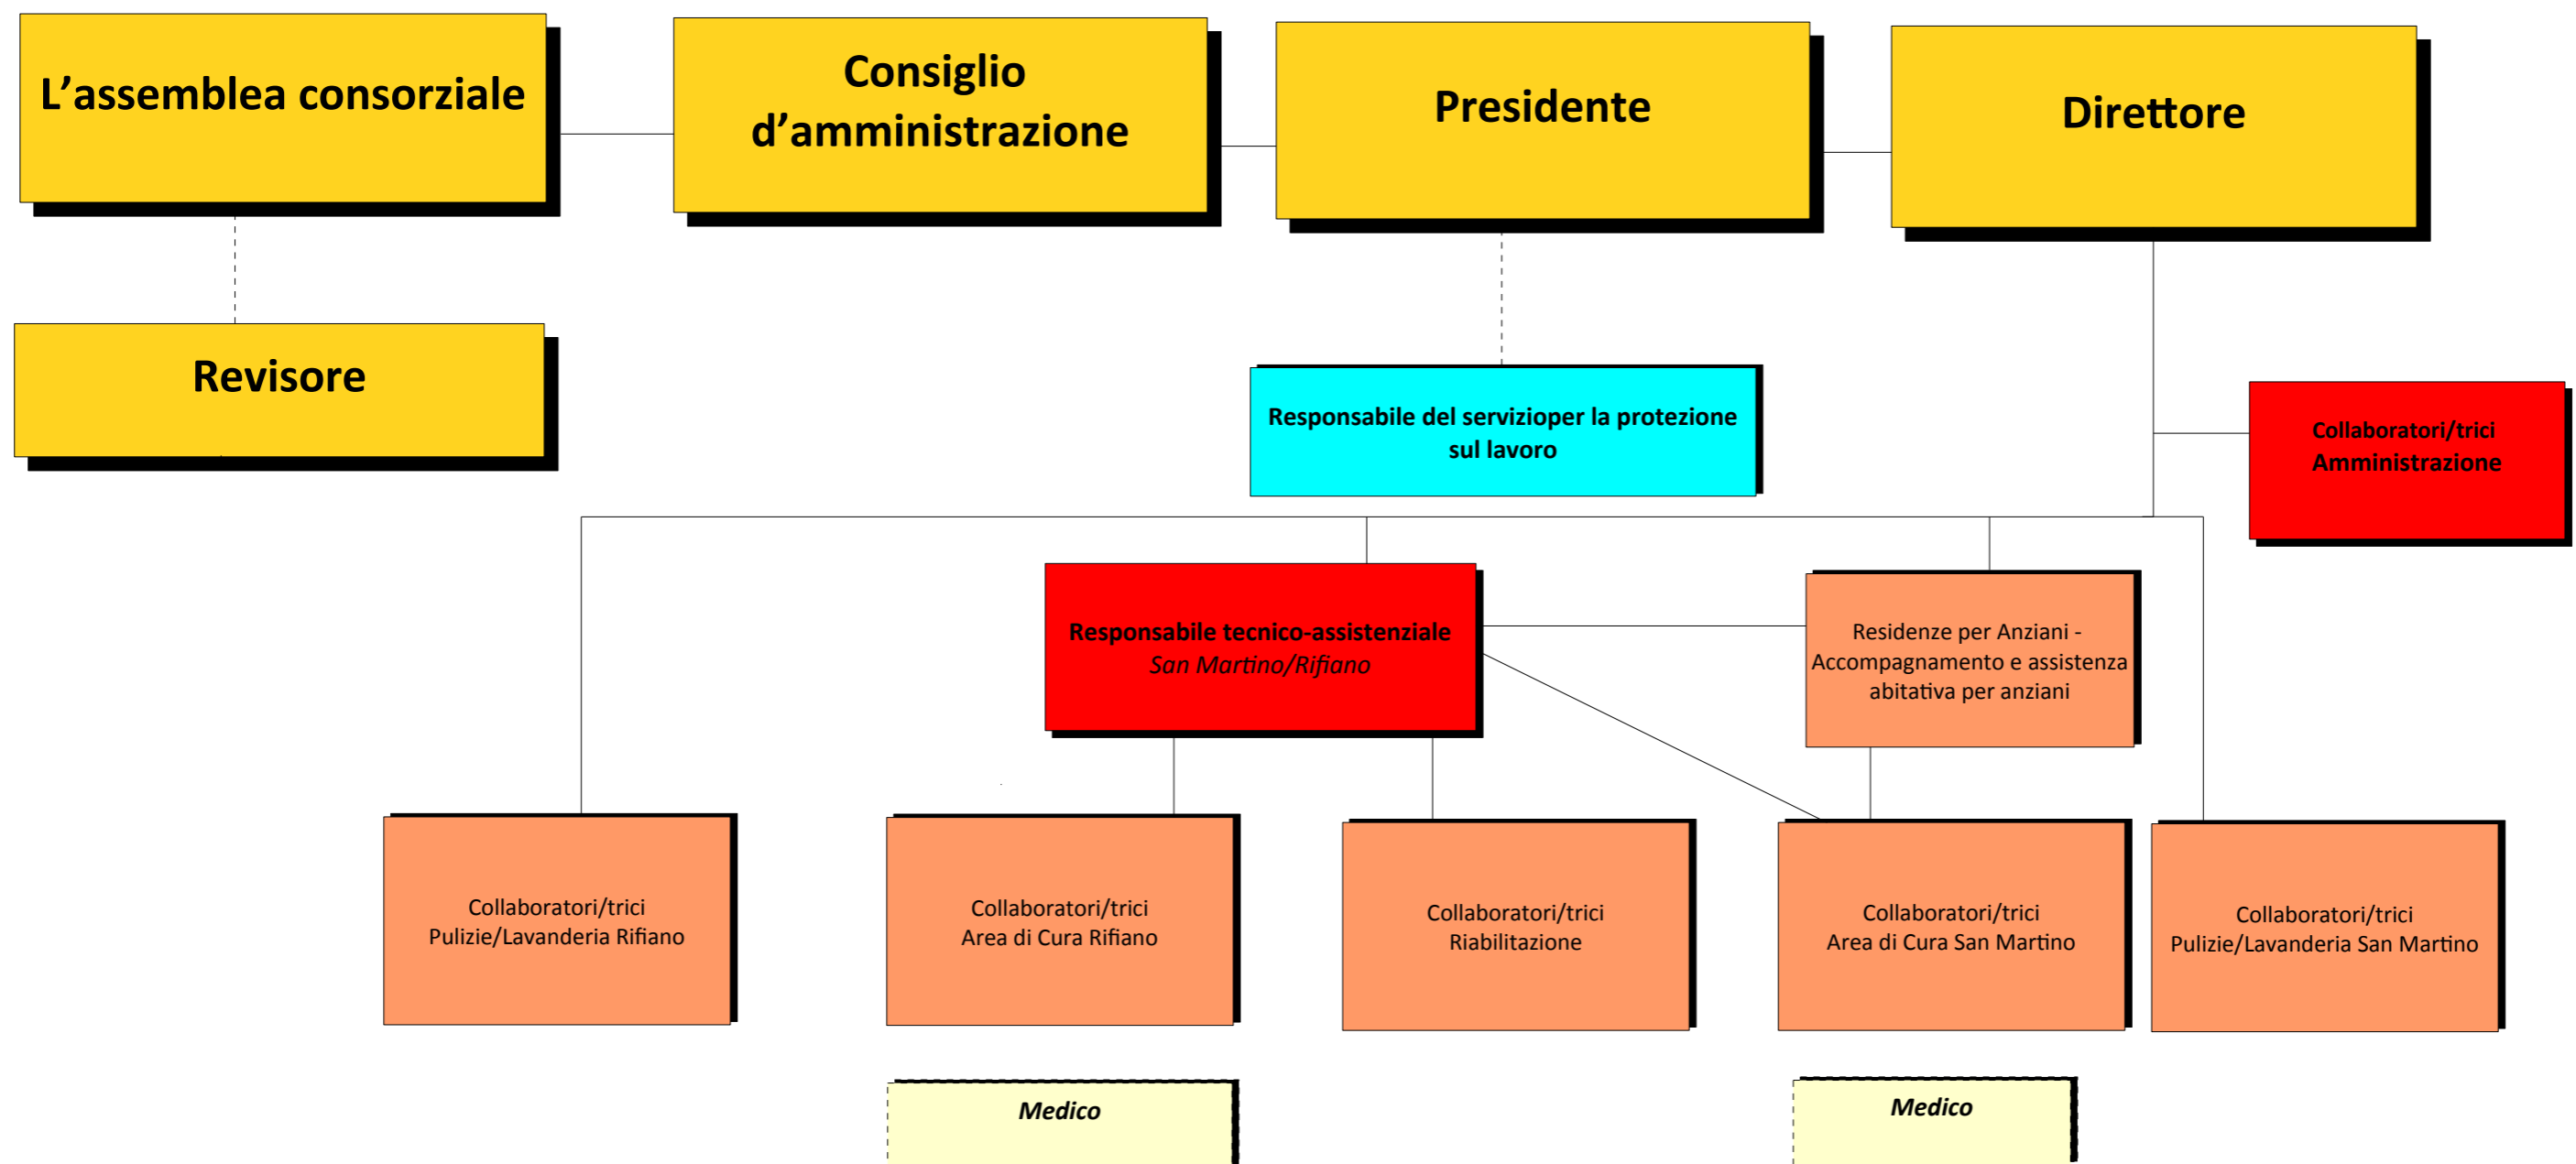 L’assemblea consorziale
Consiglio
d’amministrazione
Presidente
Direttore
Revisore
Responsabile del servizioper la protezione
sul lavoro
Collaboratori/trici
Amministrazione
Responsabile tecnico-assistenziale
San Martino/Rifiano
Residenze per Anziani -
Accompagnamento e assistenza
abitativa per anziani
Collaboratori/trici
Pulizie/Lavanderia Rifiano
Collaboratori/trici
Area di Cura Rifiano
Collaboratori/trici
Riabilitazione
Collaboratori/trici
Area di Cura San Martino
Collaboratori/trici
Pulizie/Lavanderia San Martino
Medico
Medico